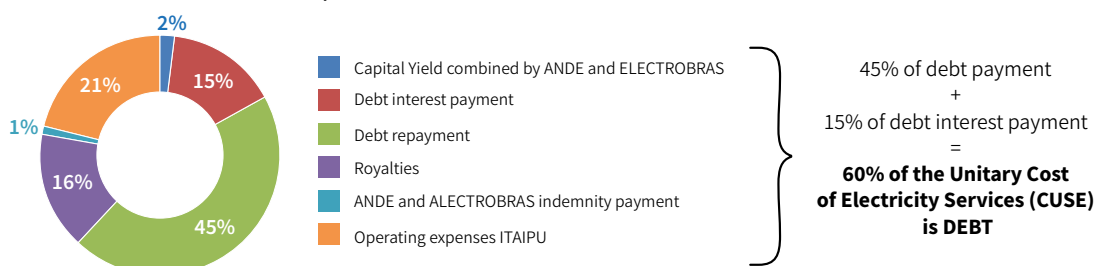 2%
15%
21%
1%
16%
45%
Capital Yield combined by ANDE and ELECTROBRAS
Debt interest payment
Debt repayment
Royalties
ANDE and ALECTROBRAS indemnity payment
Operating expenses ITAIPU
45% of debt payment
+
15% of debt interest payment
=
60% of the Unitary Cost
of Electricity Services (CUSE)
is DEBT